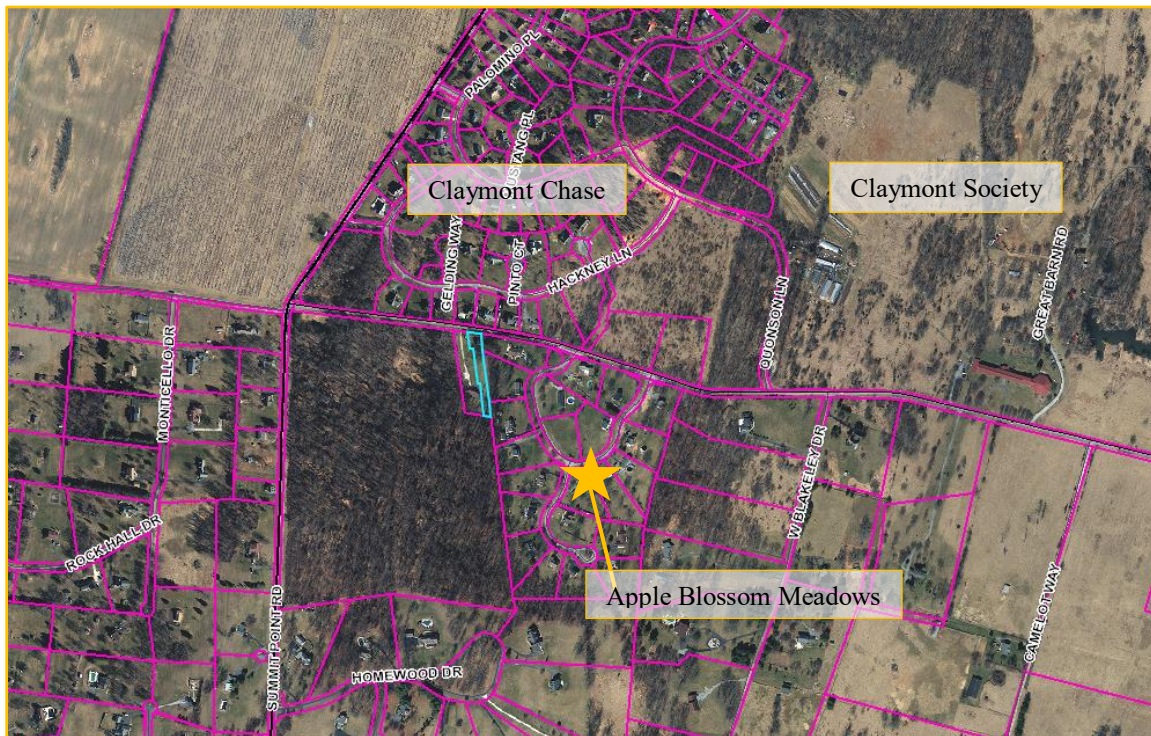 PALOMINO PL
USTANG PL
Claymont Chase
Claymont Society
GELDING WAY
PINTO CT
HACKNEY LN
QUONSON LN
GREAT BARN RD
MONTICELLO DR
W BLAKELEY DR
ROCK HALL DR
Apple Blossom Meadows
SUMMIT POINT RD
HOMEWOOD DR
CAMELOT WAY